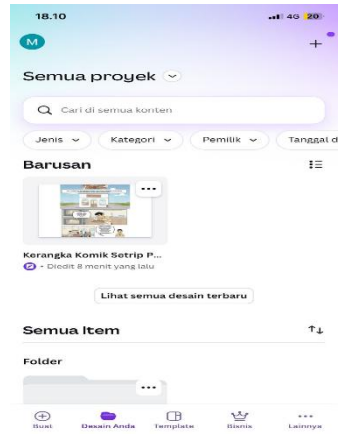 18.10
4G 20
M
Semua proyek
Cari di semua konten
Jenis Kategori Pemilik Tanggal d
Barusan
Kerangka Komik Setrip P...
• Diedit 8 menit yang lalu
Lihat semua desain terbaru
Semua Item
Folder
Buat Desain Anda Template Bisnis Lainnya